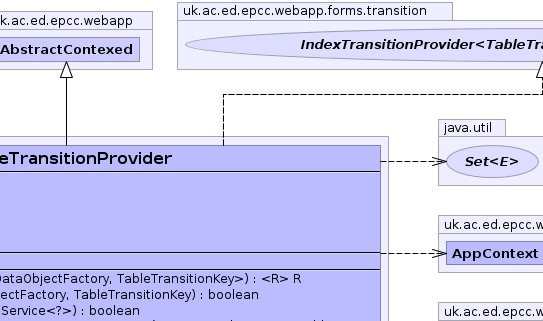 k.ac.ed.epcc.webapp
uk.ac.ed.epcc.webapp.forms.transition
AbstractContexed
IndexTransitionProvider<TableTra
java.util
eTransitionProvider
Set<E>
uk.ac.ed.epcc.w
AppContext
DataObjectFactory, TableTransitionKey>) : <R> R
ectFactory, TableTransitionKey) : boolean
Service<?>) : boolean
uk.ac.ed.epcc.w